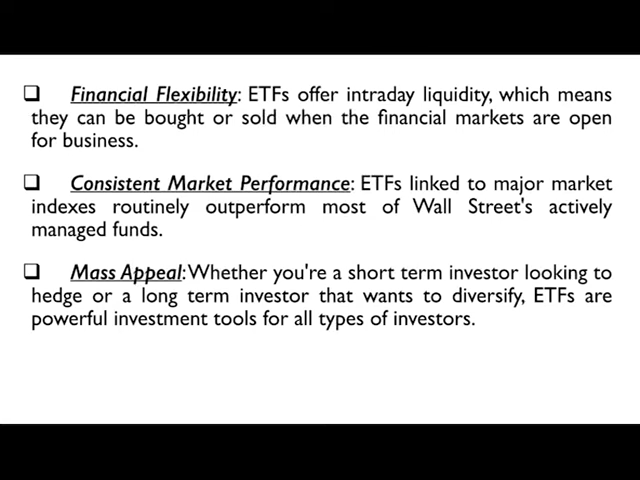 ❑ Financial Flexibility: ETFs offer intraday liquidity, which means
they can be bought or sold when the financial markets are open
for business.
❑ Consistent Market Performance: ETFs linked to major market
indexes routinely outperform most of Wall Street's actively
managed funds.
❑ Mass Appeal: Whether you're a short term investor looking to
hedge or a long term investor that wants to diversify, ETFs are
powerful investment tools for all types of investors.